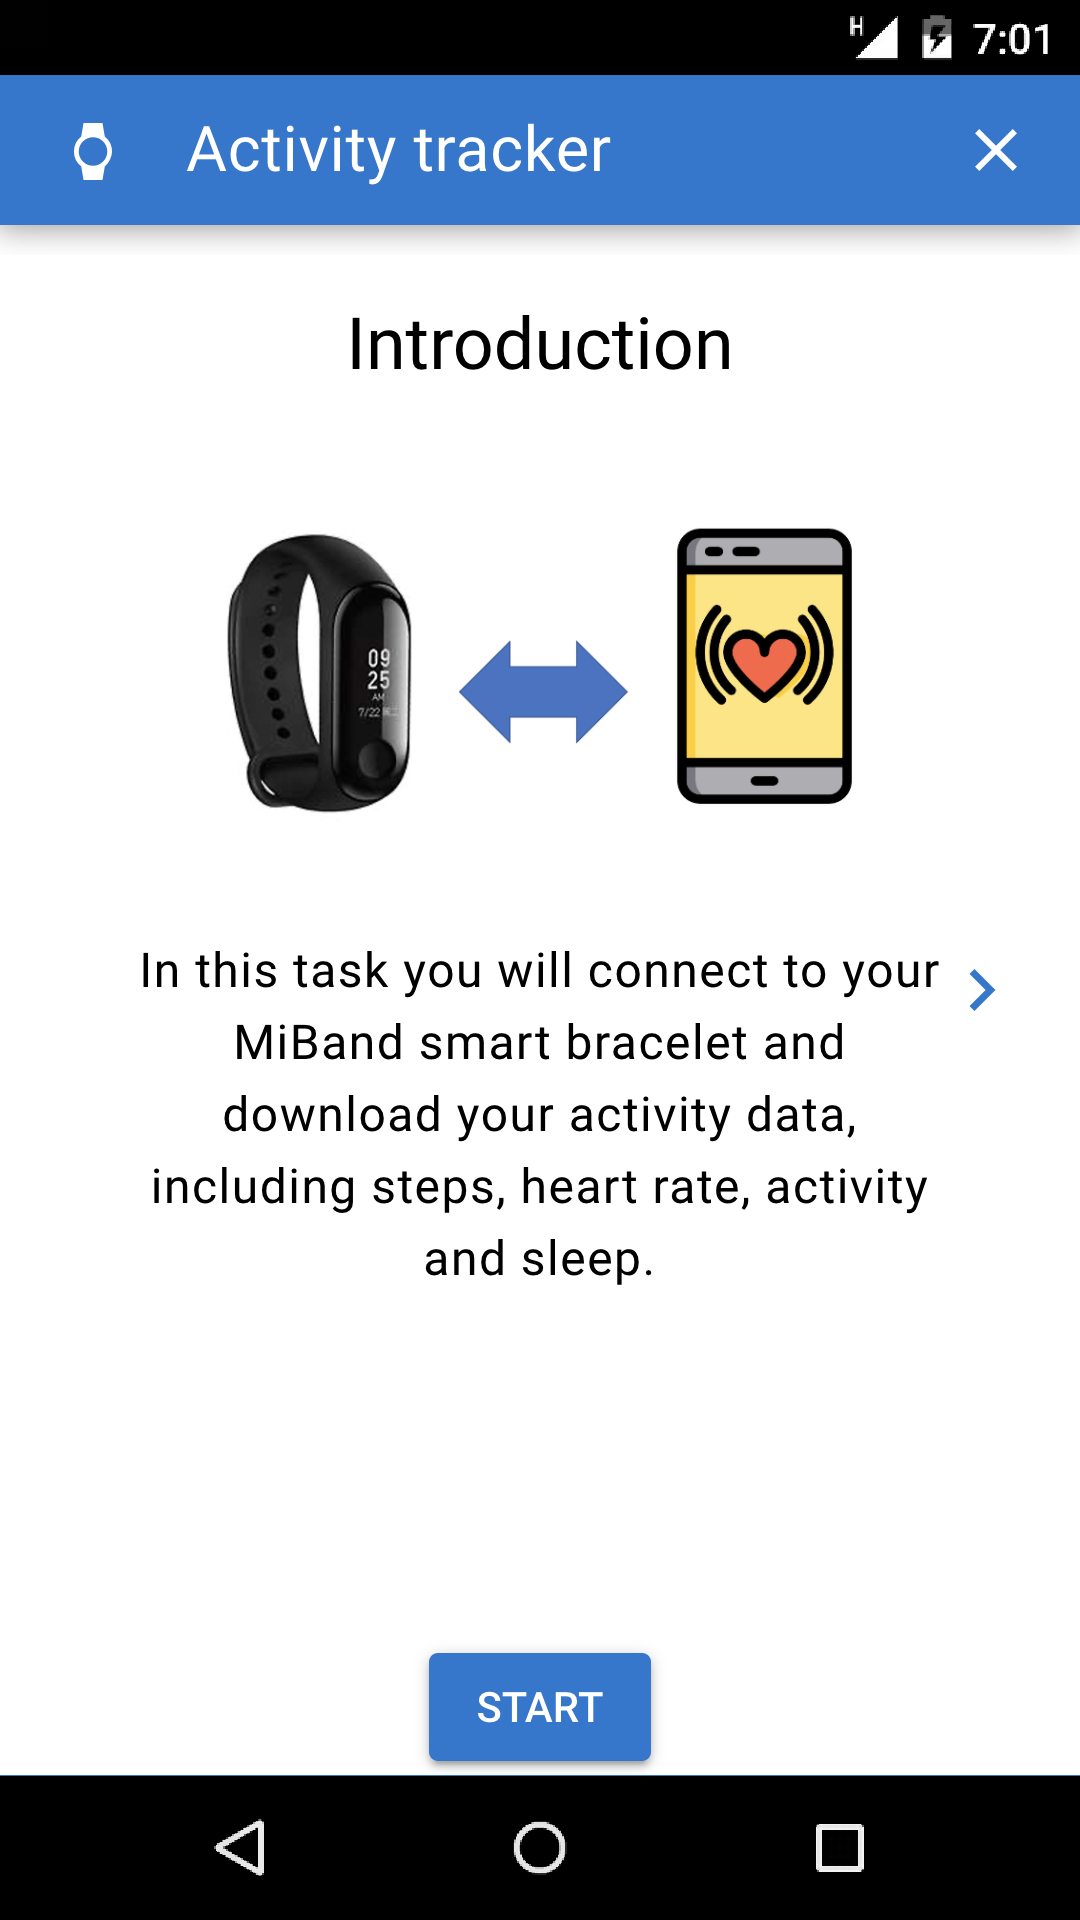 H 7:01
Activity tracker
Introduction
09
25
AM
7/22
In this task you will connect to your
MiBand smart bracelet and
download your activity data,
including steps, heart rate, activity
and sleep.
START